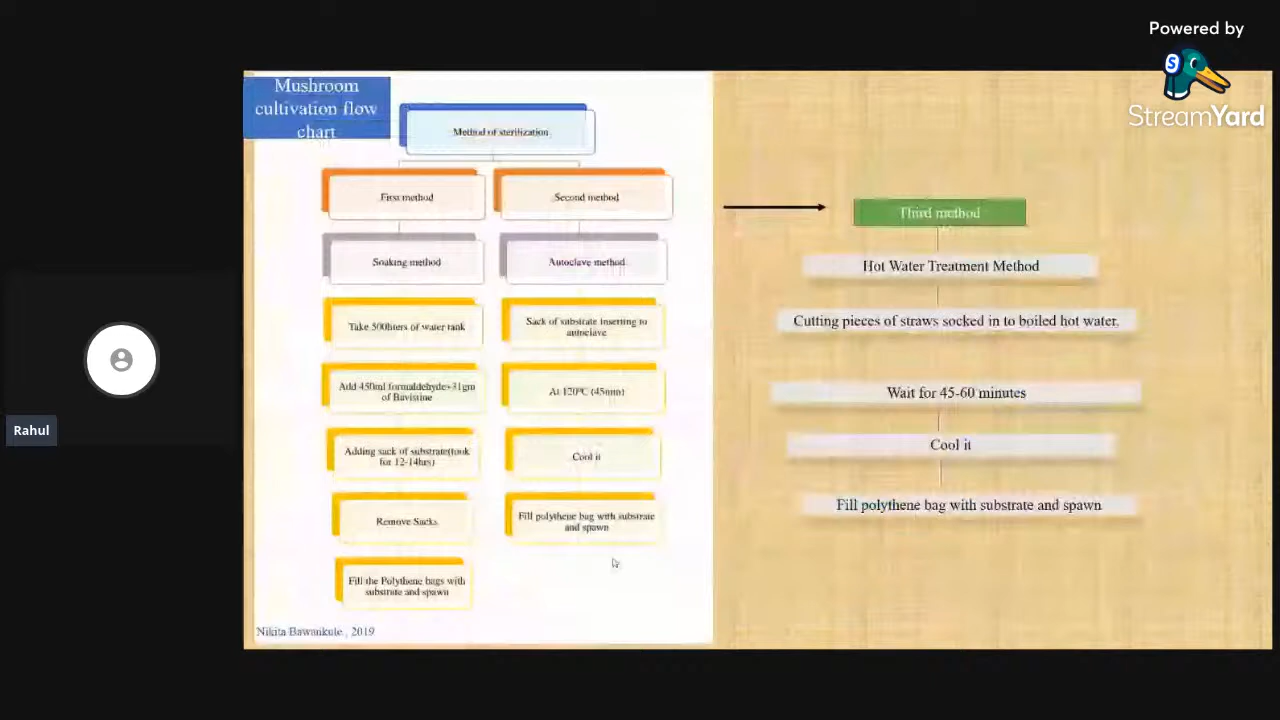 Powered by
StreamYard
Mushroom
cultivation flow
chart
Method of sterilization
First method
Second method
Third method
Soaking method
Autoclave method
Hot Water Treatment Method
Take 500liters of water tank
Sack of substrate inserting to
autoclave
Cutting pieces of straws socked in to boiled hot water.
Add 450ml formaldehyde+31gm
of Bavistine
At 120°C (45min)
Wait for 45-60 minutes
Adding sack of substrate(took
for 12-14hrs)
Cool it
Cool it
Remove Sacks
Fill polythene bag with substrate
and spawn
Fill polythene bag with substrate and spawn
Fill the Polythene bags with
substrate and spawn
Nikita Bawankule , 2019
Rahul